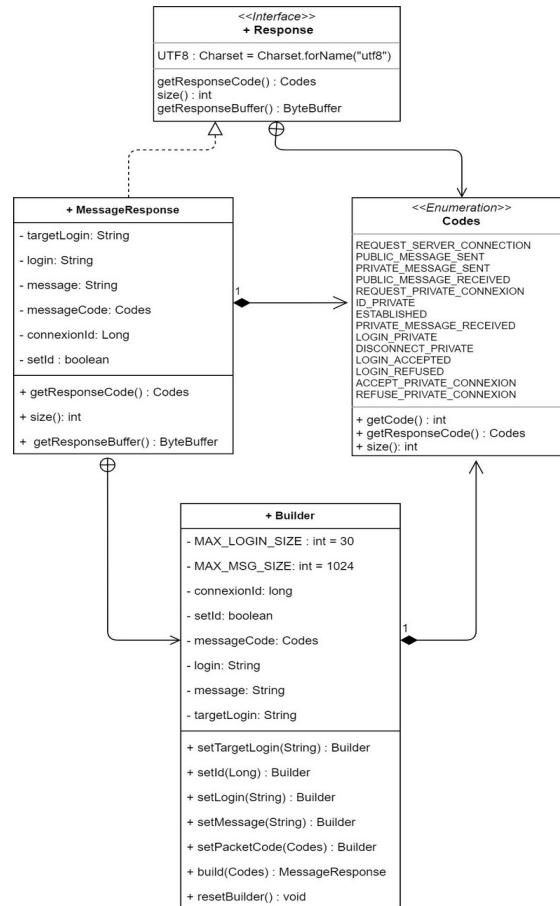 <<Interface>>
+ Response
UTF8 : Charset = Charset.forName("utf8")
getResponseCode() : Codes
size() : int
getResponseBuffer() : ByteBuffer
+ MessageResponse
- targetLogin: String
- login: String
- message: String
- messageCode: Codes
- connexionId: Long
- setId : boolean
+ getResponseCode() : Codes
+ size(): int
+ getResponseBuffer() : ByteBuffer
1
<<Enumeration>>
Codes
REQUEST_SERVER_CONNECTION
PUBLIC_MESSAGE_SENT
PRIVATE_MESSAGE_SENT
PUBLIC_MESSAGE_RECEIVED
REQUEST_PRIVATE_CONNEXION
ID_PRIVATE
ESTABLISHED
PRIVATE_MESSAGE_RECEIVED
LOGIN_PRIVATE
DISCONNECT_PRIVATE
LOGIN_ACCEPTED
LOGIN_REFUSED
ACCEPT_PRIVATE_CONNEXION
REFUSE_PRIVATE_CONNEXION
+ getCode() : int
+ getResponseCode() : Codes
+ size(): int
+ Builder
- MAX_LOGIN_SIZE : int = 30
- MAX_MSG_SIZE: int = 1024
- connexionId: long
- setId: boolean
- messageCode: Codes
- login: String
- message: String
- targetLogin: String
1
+ setTargetLogin(String) : Builder
+ setId(Long) : Builder
+ setLogin(String) : Builder
+ setMessage(String) : Builder
+ setPacketCode(Codes) : Builder
+ build(Codes) : MessageResponse
+ resetBuilder() : void